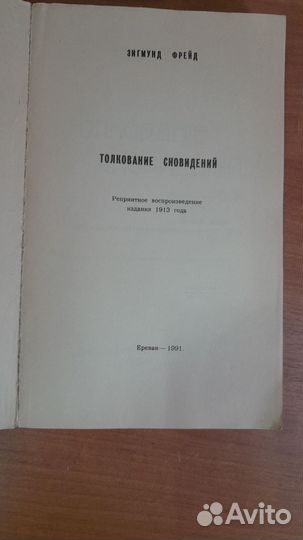 ЗИГМУНД ФРЕЙД
ТОЛКОВАНИЕ СНОВИДЕНИЙ
Репринтное воспроизведение
издания 1913 года
Ереван — 1991.
Avito